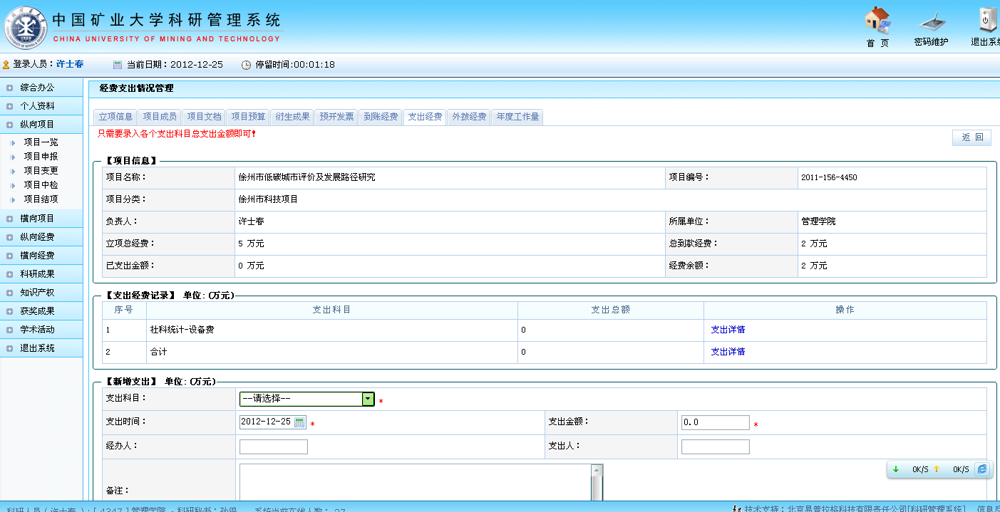 中国矿业大学科研管理系统
CHINA UNIVERSITY OF MINING AND TECHNOLOGY
首 页 密码维护 退出系
登录人员：许士春 当前日期：2012-12-25 停留时间:00:01:18
综合办公
个人资料
纵向项目
项目一览
项目申报
项目变更
项目中检
项目结项
横向项目
纵向经费
横向经费
科研成果
知识产权
获奖成果
学术活动
退出系统
经费支出情况管理
立项信息 项目成员 项目文档 项目预算 衍生成果 预开发票 到账经费 支出经费 外拨经费 年度工作量
只需要录入各个支出科目总支出金额即可!
返 回
【项目信息】
项目名称： 徐州市低碳城市评价及发展路径研究 项目编号： 2011-156-4450
项目分类： 徐州市科技项目
负责人： 许士春 所属单位： 管理学院
立项总经费： 5 万元 总到款经费： 2 万元
已支出金额： 0 万元 经费余额： 2 万元
【支出经费记录】 单位:(万元)
序号 支出科目 支出总额 操作
1 社科统计-设备费 0 支出详情
2 合计 0 支出详情
【新增支出】 单位:(万元)
支出科目： --请选择-- *
支出时间： 2012-12-25 * 支出金额： 0.0 *
经办人： 支出人：
备注：
0K/S 0K/S
科研人员(许士春):[4347]管理学院 科研秘书：孙鸽 系统当前在线人数： 技术支持：北京易普拉格科技有限责任公司[科研管理系统] 信息反